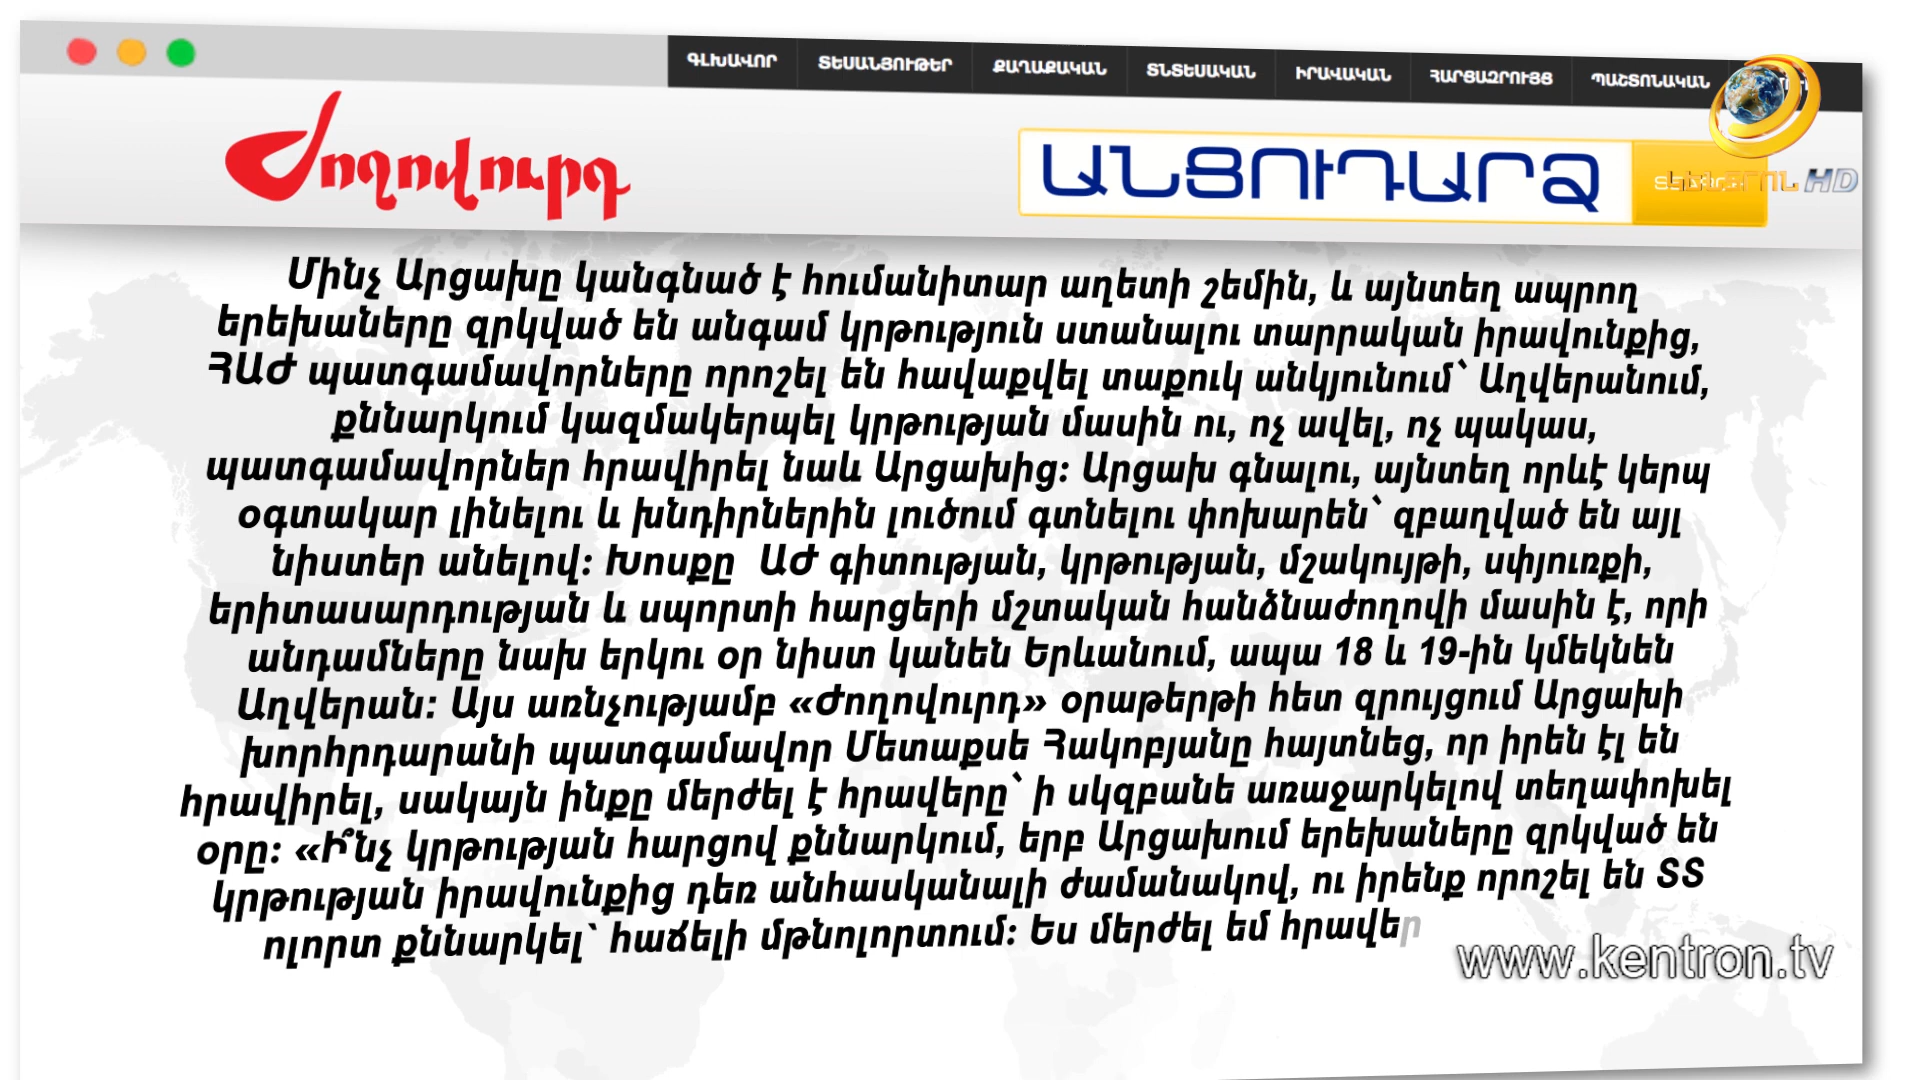 ԳԼԽԱՎՈՐ ՏԵՍԱՆՅՈՒԹԵՐ ՔԱՂԱՔԱԿԱՆ ՏՆՏԵՍԱԿԱՆ ԻՐԱՎԱԿԱՆ ՀԱՐՑԱԶՐՈՒՅՑ ՊԱՇՏՈՆԱԿԱՆ
Ժողովուրդ
ԱՆՑՈՒԴԱՐՁ
HD
Մինչ Արցախը կանգնած է հումանիտար աղետի շեմին, և այնտեղ ապրող
երեխաները զրկված են անգամ կրթություն ստանալու տարրական իրավունքից,
ՀԱԺ պատգամավորները որոշել են հավաքվել տաքուկ անկյունում՝ Աղվերանում,
քննարկում կազմակերպել կրթության մասին ու, ոչ ավել, ոչ պակաս,
պատգամավորներ հրավիրել նաև Արցախից։ Արցախ գնալու, այնտեղ որևէ կերպ
օգտակար լինելու և խնդիրներին լուծում գտնելու փոխարեն՝ զբաղված են այլ
նիստեր անելով։ Խոսքը ԱԺ գիտության, կրթության, մշակույթի, սփյուռքի,
երիտասարդության և սպորտի հարցերի մշտական հանձնաժողովի մասին է, որի
անդամները նախ երկու օր նիստ կանեն Երևանում, ապա 18 և 19-ին կմեկնեն
Աղվերան։ Այս առնչությամբ «Ժողովուրդ» օրաթերթի հետ զրույցում Արցախի
խորհրդարանի պատգամավոր Մետաքսե Հակոբյանը հայտնեց, որ իրեն էլ են
հրավիրել, սակայն ինքը մերժել է հրավերը՝ ի սկզբանե առաջարկելով տեղափոխել
օրը։ «Ի՞նչ կրթության հարցով քննարկում, երբ Արցախում երեխաները զրկված են
կրթության իրավունքից դեռ անհասկանալի ժամանակով, ու իրենք որոշել են ՏՏ
ոլորտ քննարկել՝ հաճելի մթնոլորտում։ Ես մերժել եմ հրավեր
www.kentron.tv